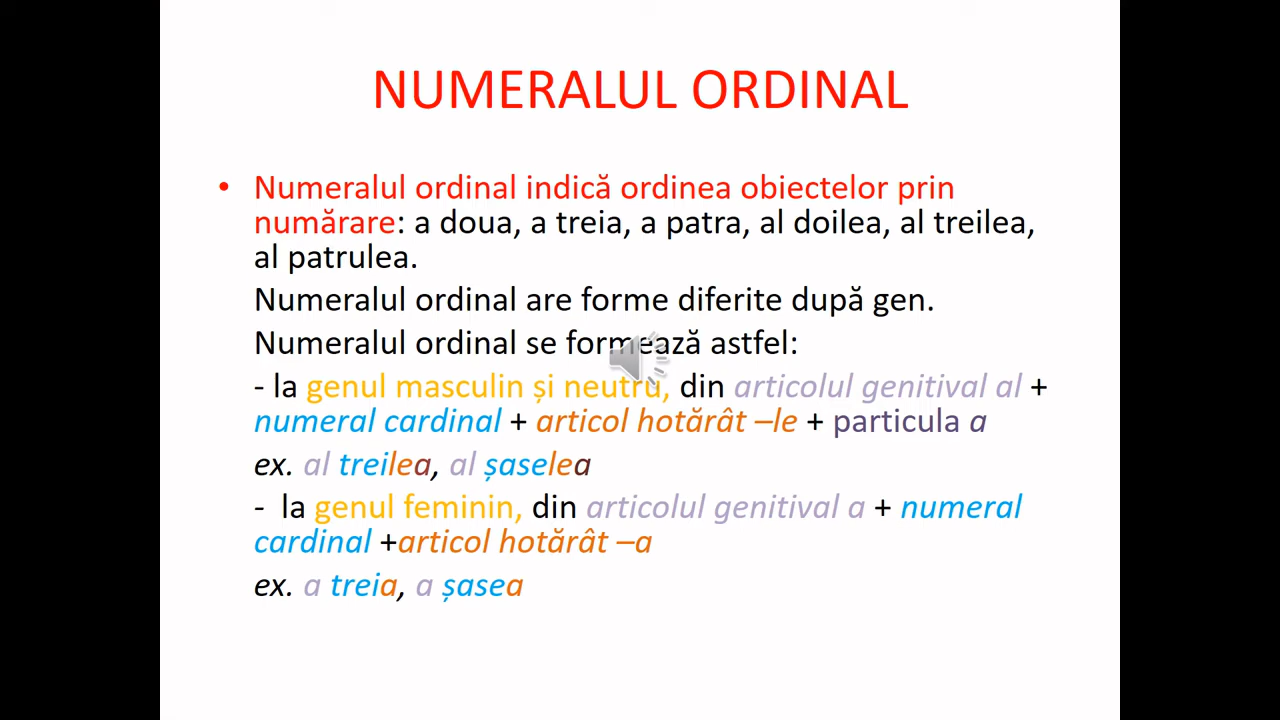 NUMERALUL ORDINAL
• Numeralul ordinal indică ordinea obiectelor prin
numărare: a doua, a treia, a patra, al doilea, al treilea,
al patrulea.
Numeralul ordinal are forme diferite după gen.
Numeralul ordinal se formează astfel:
- la genul masculin și neutru, din articolul genitival al +
numeral cardinal + articol hotărât –le + particula a
ex. al treilea, al șaselea
- la genul feminin, din articolul genitival a + numeral
cardinal +articol hotărât –a
ex. a treia, a șasea